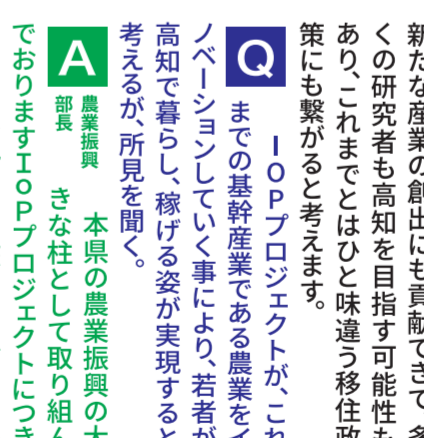 新たな産業の創出にも貢献できて、多
くの研究者も高知を目指す可能性も
あり、これまでとはひと味違う移住政
策にも繋がると考えます。
Q
IOPプロジェクトが、これ
までの基幹産業である農業をイ
ノベーションしていく事により、若者が
高知で暮らし、稼げる姿が実現すると
考えるが、所見を聞く。
A
農業振興
部長
本県の農業振興の大
きな柱として取り組ん
でおりますIoPプロジェクトにつき